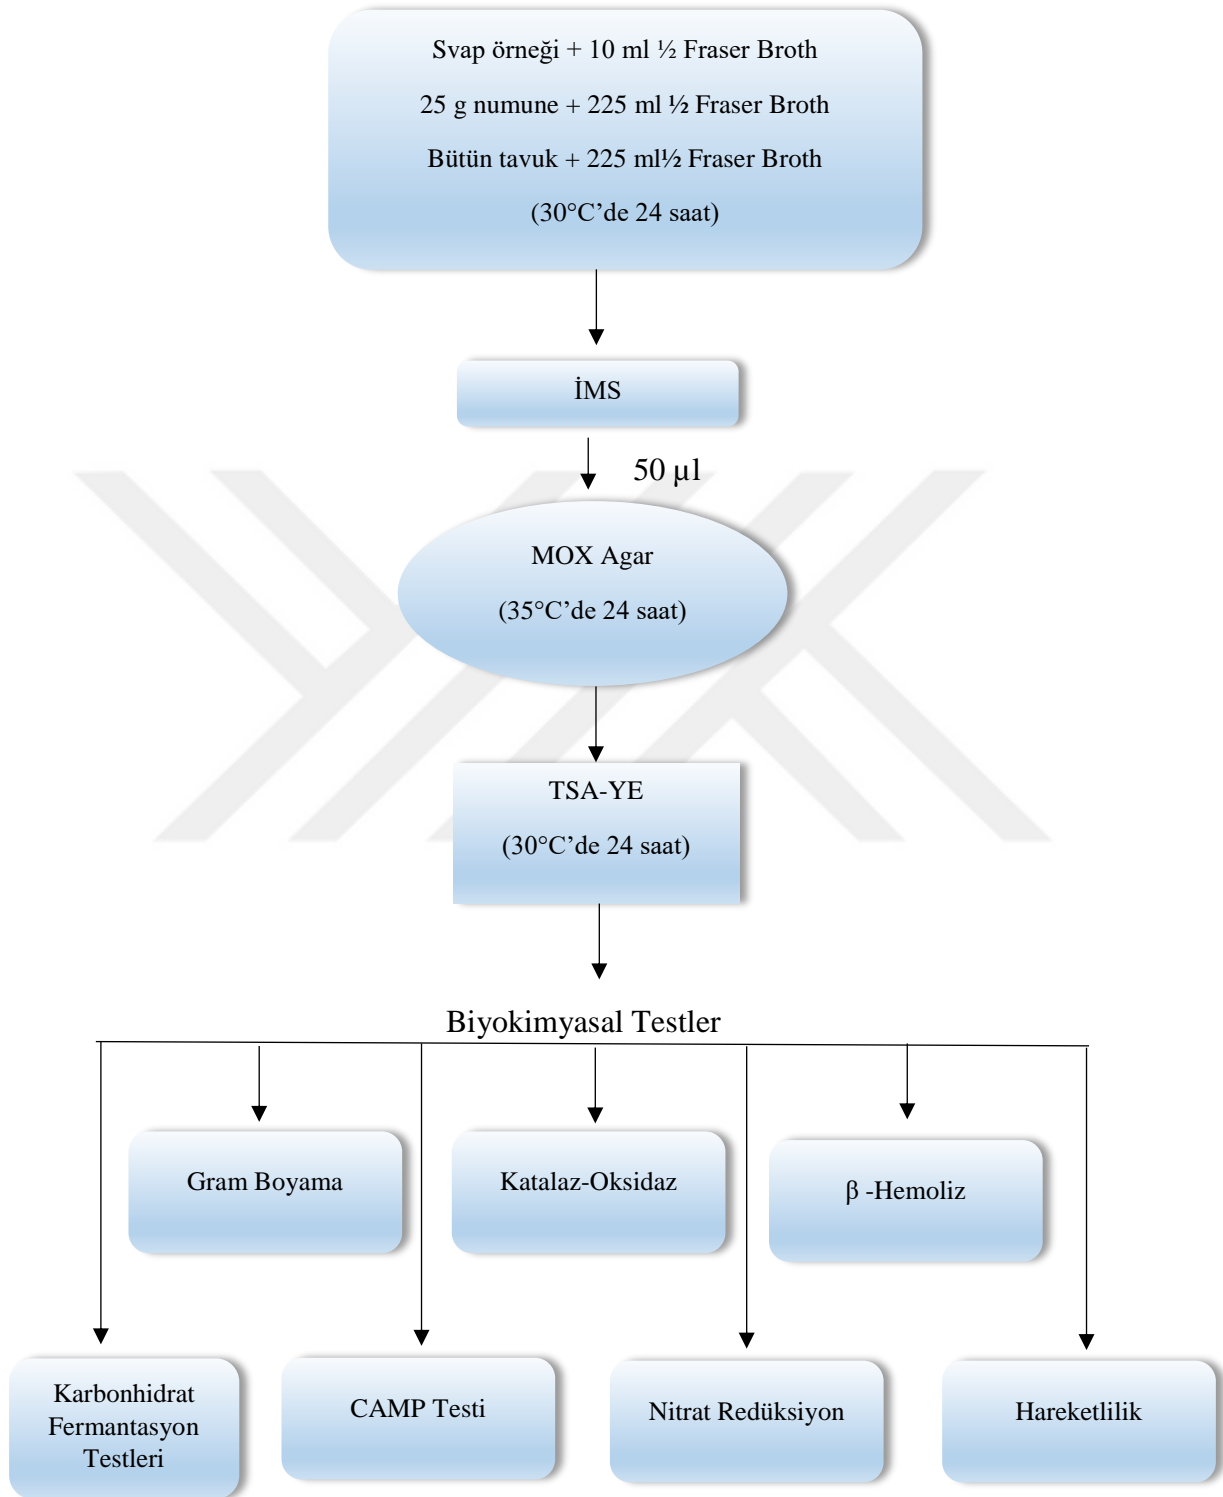 Svap örneği + 10 ml ½ Fraser Broth
25 g numune + 225 ml ½ Fraser Broth
Bütün tavuk + 225 ml½ Fraser Broth
(30°C’de 24 saat)
İMS
50 µl
MOX Agar
(35°C’de 24 saat)
TSA-YE
(30°C’de 24 saat)
Biyokimyasal Testler
Gram Boyama
Katalaz-Oksidaz
β -Hemoliz
Karbonhidrat
Fermantasyon
Testleri
CAMP Testi
Nitrat Redüksiyon
Hareketlilik